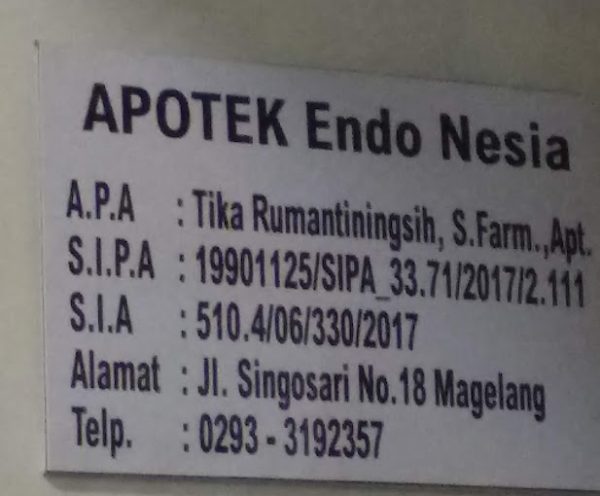 APOTEK Endo Nesia
A.P.A : Tika Rumantiningsih, S.Farm.,Apt.
S.I.P.A : 19901125/SIPA_33.71/2017/2.111
S.I.A : 510.4/06/330/2017
Alamat : Jl. Singosari No.18 Magelang
Telp. : 0293 - 3192357